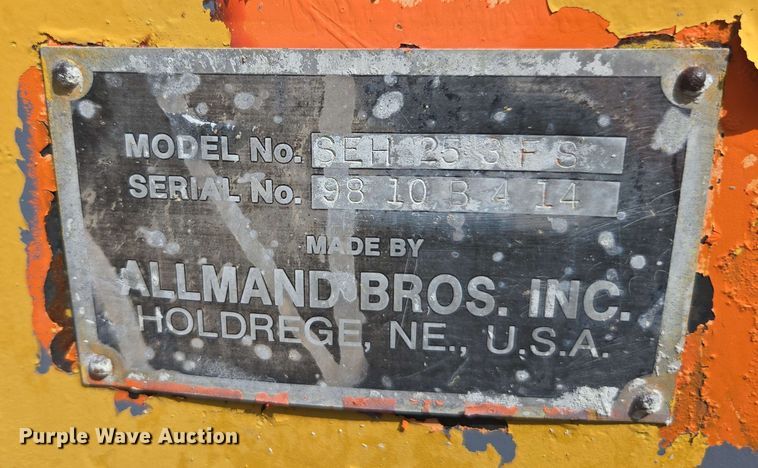 MODEL No. SEH 25 3 F S
SERIAL No. 98 10 B 4 14
MADE BY
ALLMAND BROS. INC.
HOLDREGE, NE., U.S.A.
Purple Wave Auction